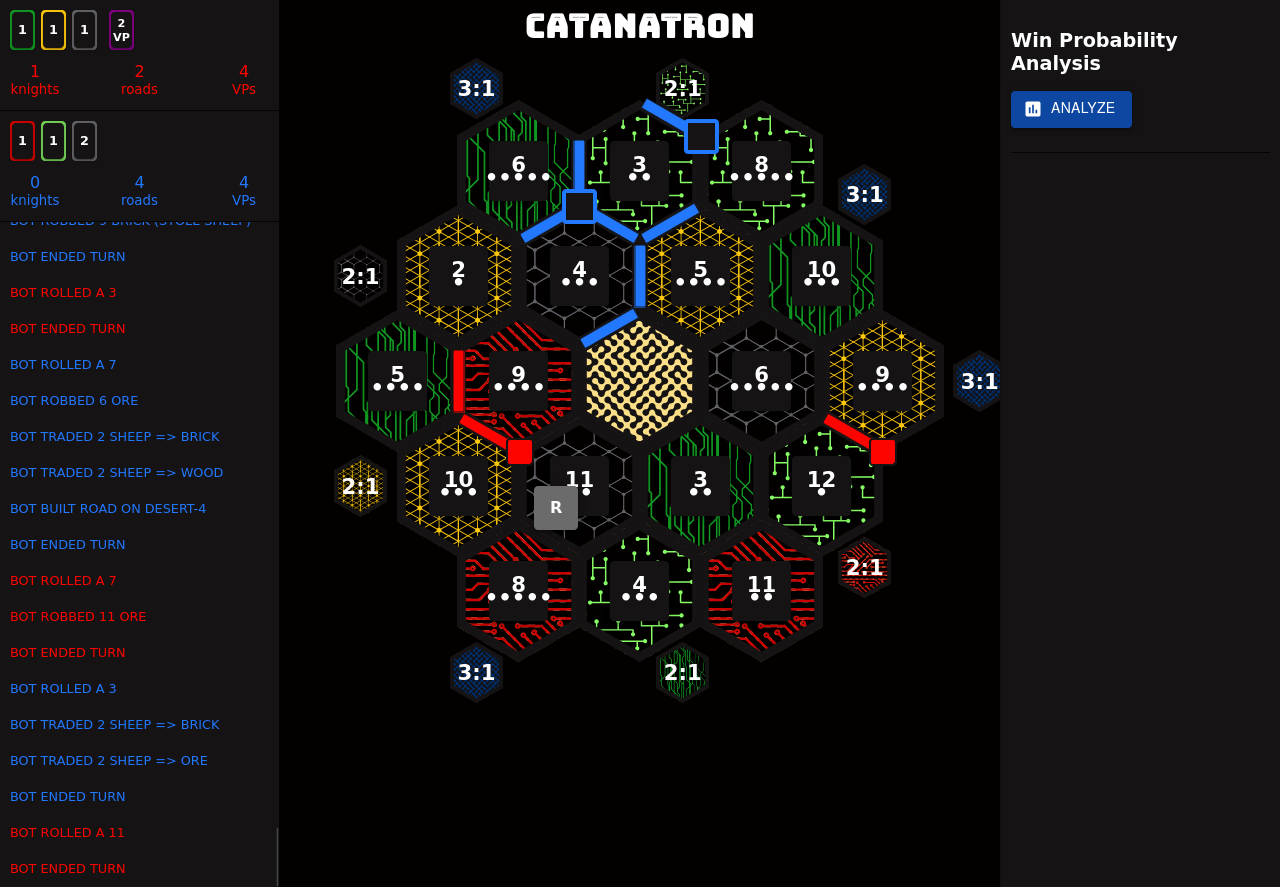 CATANATRON
1 1 1 2 VP
1 2 4
knights roads VPs
1 1 2
0 4 4
knights roads VPs
BOT ENDED TURN
BOT ROLLED A 3
BOT ENDED TURN
BOT ROLLED A 7
BOT ROBBED 6 ORE
BOT TRADED 2 SHEEP => BRICK
BOT TRADED 2 SHEEP => WOOD
BOT BUILT ROAD ON DESERT-4
BOT ENDED TURN
BOT ROLLED A 7
BOT ROBBED 11 ORE
BOT ENDED TURN
BOT ROLLED A 3
BOT TRADED 2 SHEEP => BRICK
BOT TRADED 2 SHEEP => ORE
BOT ENDED TURN
BOT ROLLED A 11
BOT ENDED TURN
3:1 2:1
6 3 8
3:1
2:1 2 4 5 10
5 9 6 9 3:1
2:1 10 11 3 12
R
8 4 11 2:1
3:1 2:1
Win Probability
Analysis
ANALYZE